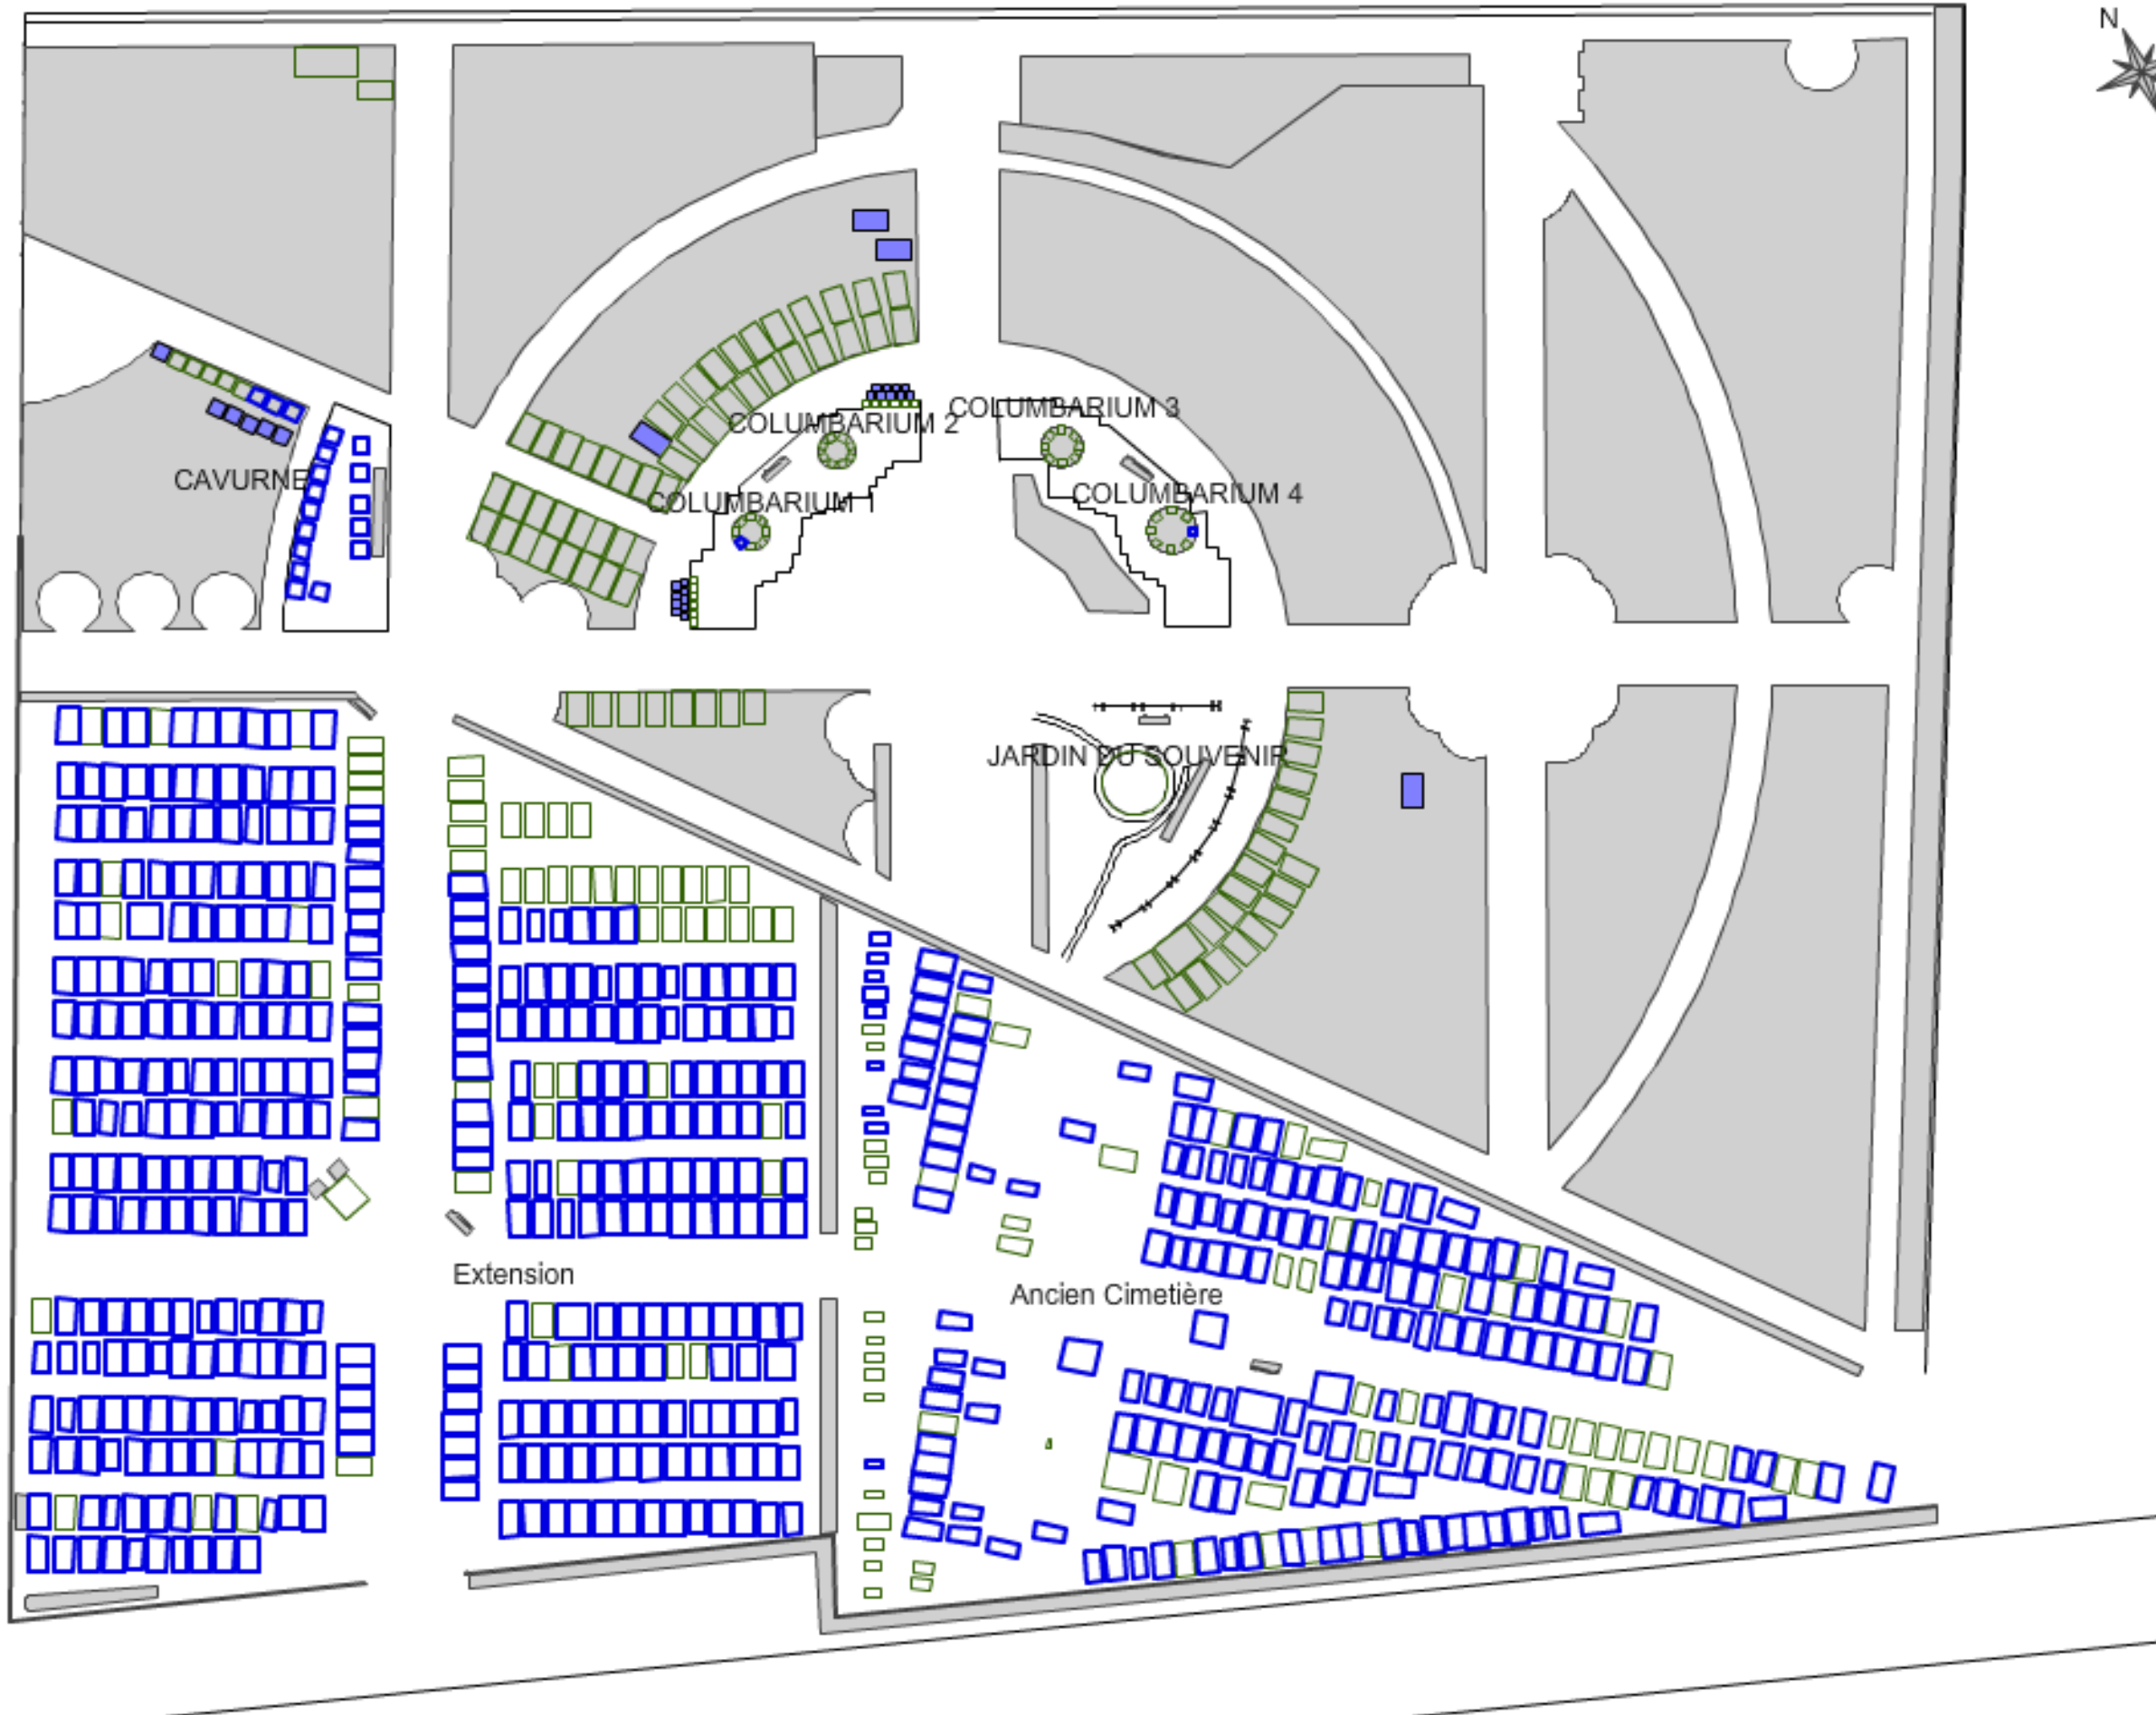 N
COLUMBARIUM 3
COLUMBARIUM 2
CAVURNE
COLUMBARIUM 4
COLUMBARIUM 1
JARDIN DU SOUVENIR
Extension
Ancien Cimetière